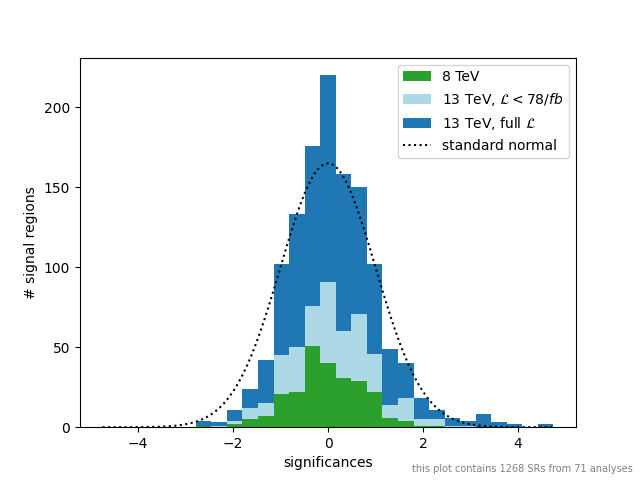 8 TeV
13 TeV, ℒ < 78/fb
13 TeV, full ℒ
standard normal
# signal regions
200
150
100
50
0
−4 −2 0 2 4
significances
this plot contains 1268 SRs from 71 analyses